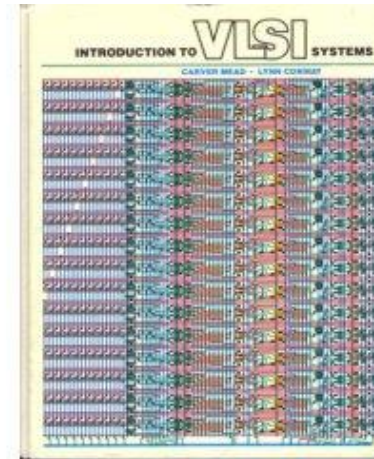 INTRODUCTION TO VLSI SYSTEMS
CARVER MEAD · LYNN CONWAY